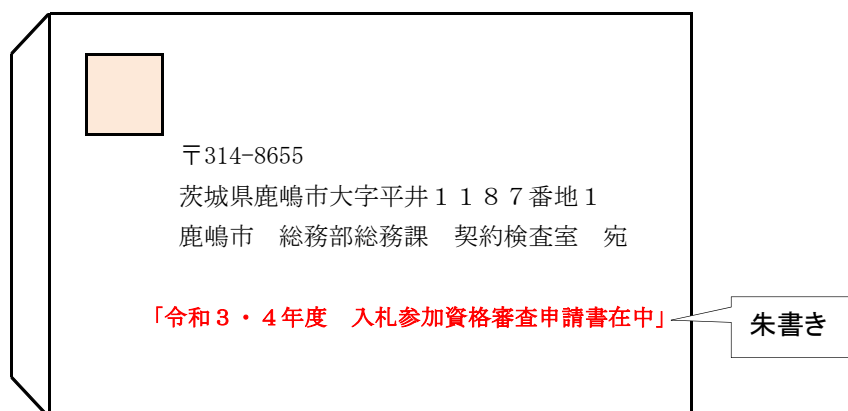 〒314-8655
茨城県鹿嶋市大字平井１１８７番地１
鹿嶋市　総務部総務課　契約検査室　宛
「令和３・４年度　入札参加資格審査申請書在中」
朱書き